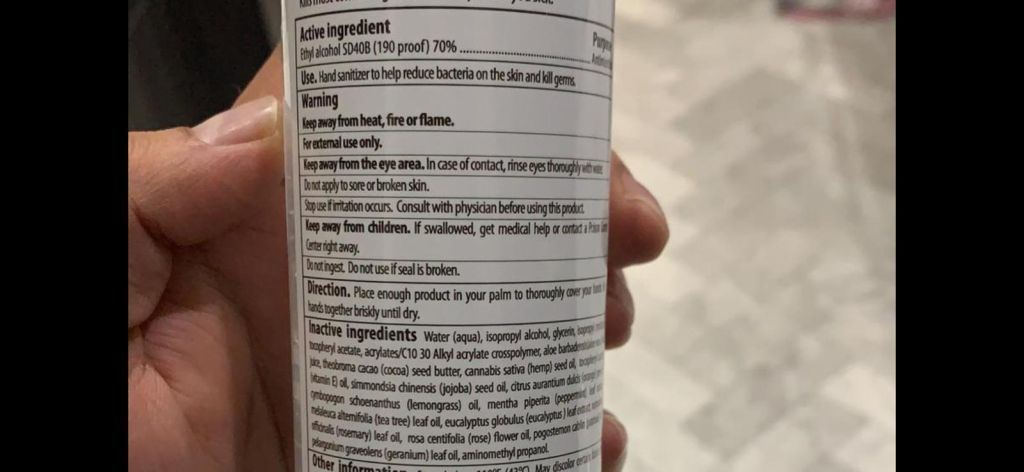 Active ingredient
Ethyl alcohol SD40B (190 proof) 70%
Use. Hand sanitizer to help reduce bacteria on the skin and kill germs.
Warning
Keep away from heat, fire or flame.
For external use only.
Keep away from the eye area. In case of contact, rinse eyes thoroughly with
Do not apply to sore or broken skin.
Stop use if irritation occurs. Consult with physician before using this product.
Keep away from children. If swallowed, get medical help or contact a
Center right away.
Do not ingest. Do not use if seal is broken.
Direction. Place enough product in your palm to thoroughly cover your
hands together briskly until dry.
Inactive ingredients Water (aqua), isopropyl alcohol, glycerin,
tocopheryl acetate, acrylates/C10 30 Alkyl acrylate crosspolymer, aloe
juice, theobroma cacao (cocoa) seed butter, cannabis sativa (hemp) seed oil,
(vitamin E) oil, simmondsia chinensis (jojoba) seed oil, citrus aurantium dulcis
cymbopogon schoenanthus (lemongrass) oil, mentha piperita (peppermint) leaf
melaleuca alternifolia (tea tree) leaf oil, eucalyptus globulus (eucalyptus) leaf
officinalis (rosemary) leaf oil, rosa centifolia (rose) flower oil, pogostemon cablin
pelargonium graveolens (geranium) leaf oil, aminomethyl propanol.
Other information May discolor